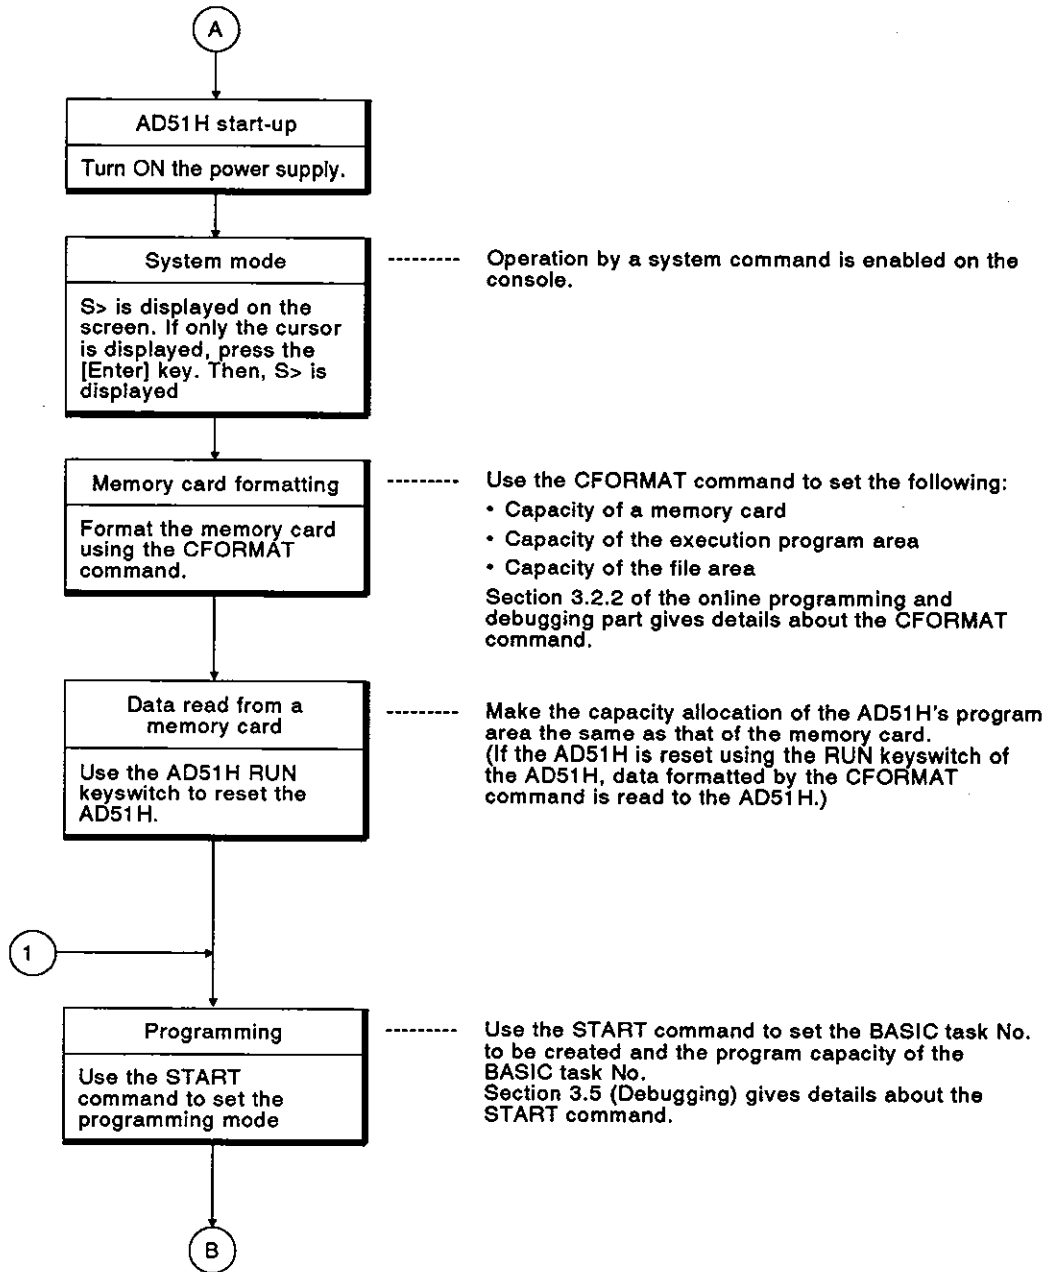 A
AD51H start-up
Turn ON the power supply.
System mode
S> is displayed on the
screen. If only the cursor
is displayed, press the
[Enter] key. Then, S> is
displayed
Operation by a system command is enabled on the
console.
Memory card formatting
Format the memory card
using the CFORMAT
command.
Use the CFORMAT command to set the following:
• Capacity of a memory card
• Capacity of the execution program area
• Capacity of the file area
Section 3.2.2 of the online programming and
debugging part gives details about the CFORMAT
command.
Data read from a
memory card
Use the AD51H RUN
keyswitch to reset the
AD51H.
Make the capacity allocation of the AD51H's program
area the same as that of the memory card.
(If the AD51H is reset using the RUN keyswitch of
the AD51H, data formatted by the CFORMAT
command is read to the AD51H.)
1
Programming
Use the START
command to set the
programming mode
Use the START command to set the BASIC task No.
to be created and the program capacity of the
BASIC task No.
Section 3.5 (Debugging) gives details about the
START command.
B